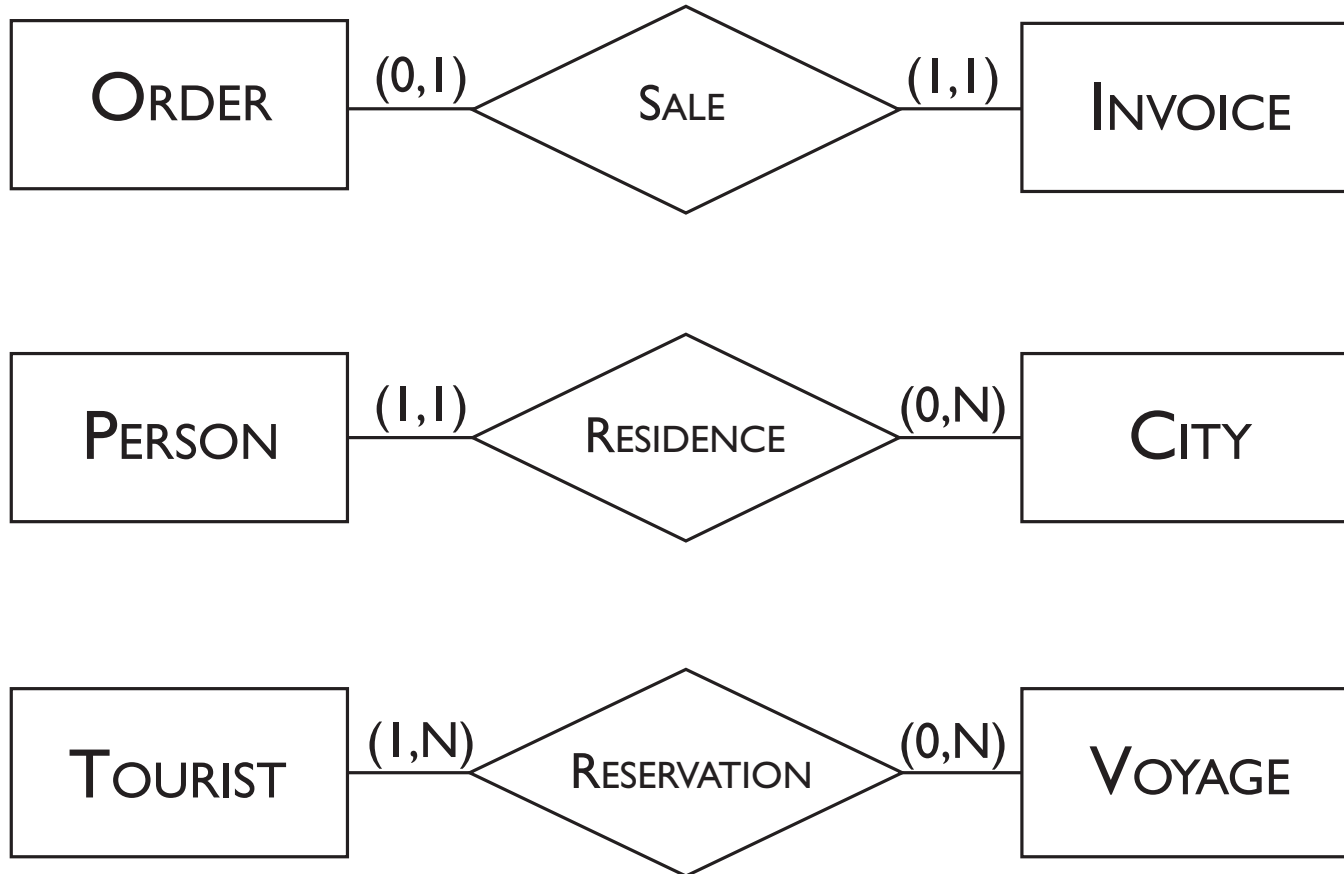 ORDER (0,1) SALE (1,1) INVOICE
PERSON (1,1) RESIDENCE (0,N) CITY
TOURIST (1,N) RESERVATION (0,N) VOYAGE